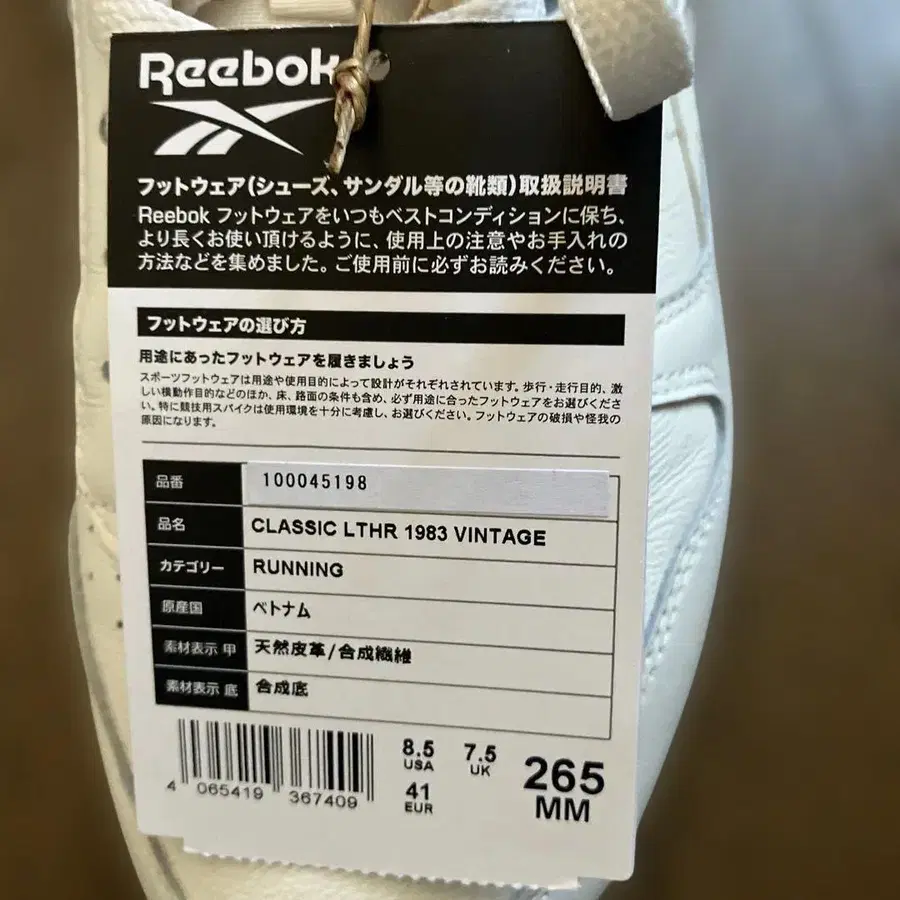 Reebok
フットウェア(シューズ、サンダル等の靴類)取扱説明書
Reebok フットウェアをいつもベストコンディションに保ち、
より長くお使い頂けるように、使用上の注意やお手入れの
方法などを集めました。ご使用前に必ずお読みください。
フットウェアの選び方
用途にあったフットウェアを履きましょう
スポーツフットウェアは用途や使用目的によって設計がそれぞれされています。歩行・走行目的、激
しい横動作目的などのほか、床、路面の条件も含め、必ず用途に合ったフットウェアをお選びくださ
い。特に競技用スパイクは使用環境を十分に考慮し、お選びください。フットウェアの破損や怪我の
原因になります。
品番 100045198
品名 CLASSIC LTHR 1983 VINTAGE
カテゴリー RUNNING
原産国 ベトナム
素材表示 甲 天然皮革/合成繊維
素材表示 底 合成底
8.5 7.5 265
USA UK MM
41
EUR
4 065419 367409